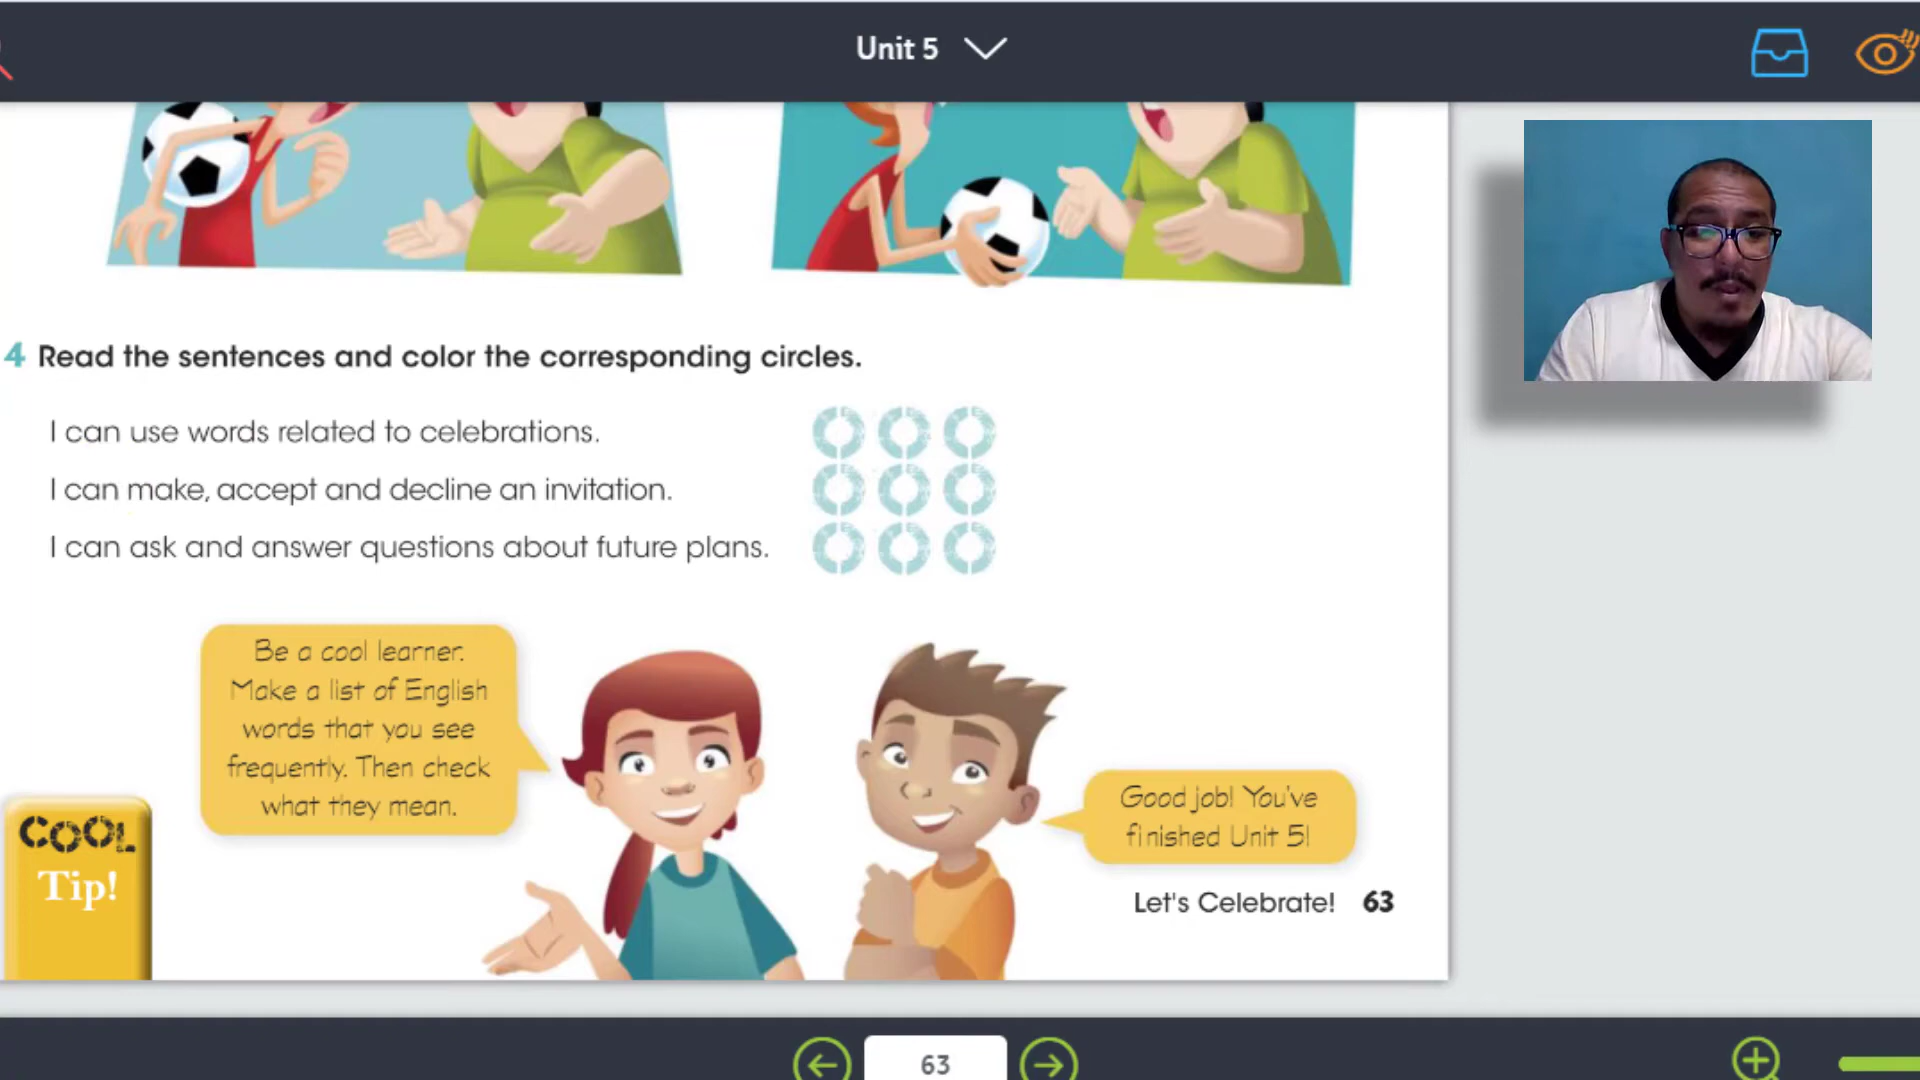 Unit 5
4 Read the sentences and color the corresponding circles.
I can use words related to celebrations.
I can make, accept and decline an invitation.
I can ask and answer questions about future plans.
Be a cool learner.
Make a list of English
words that you see
frequently. Then check
what they mean.
Good job! You've
finished Unit 5!
COOL
Tip!
Let's Celebrate! 63
63